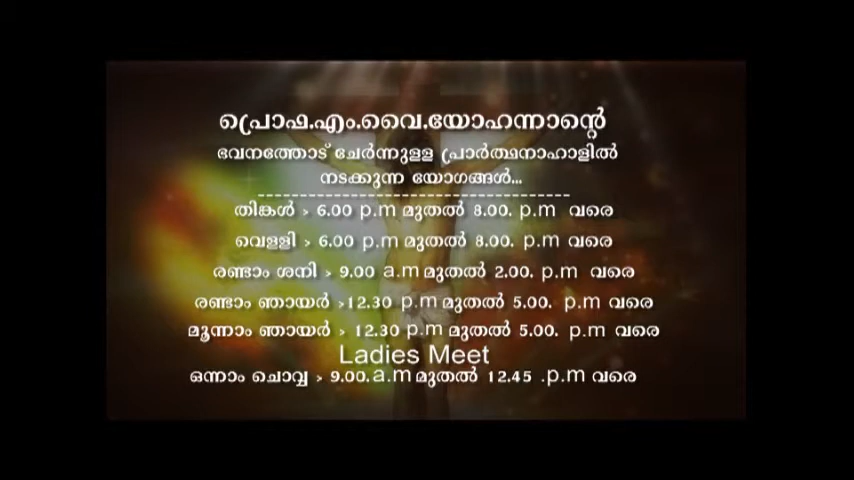 പ്രൊഫ.എം.വൈ.യോഹന്നാന്റെ
ഭവനത്തോട് ചേർന്നുളള പ്രാർത്ഥനാഹാളിൽ
നടക്കുന്ന യോഗങ്ങൾ...
--------------------------------------
തിങ്കൾ > 6.00 p.m മുതൽ 8.00. p.m വരെ
വെളളി > 6.00 p.m മുതൽ 8.00. p.m വരെ
രണ്ടാം ശനി > 9.00 a.m മുതൽ 2.00. p.m വരെ
രണ്ടാം ഞായർ >12.30 p.m മുതൽ 5.00. p.m വരെ
മൂന്നാം ഞായർ > 12.30 p.m മുതൽ 5.00. p.m വരെ
Ladies Meet
ഒന്നാം ചൊവ്വ > 9.00.a.m മുതൽ 12.45 .p.m വരെ